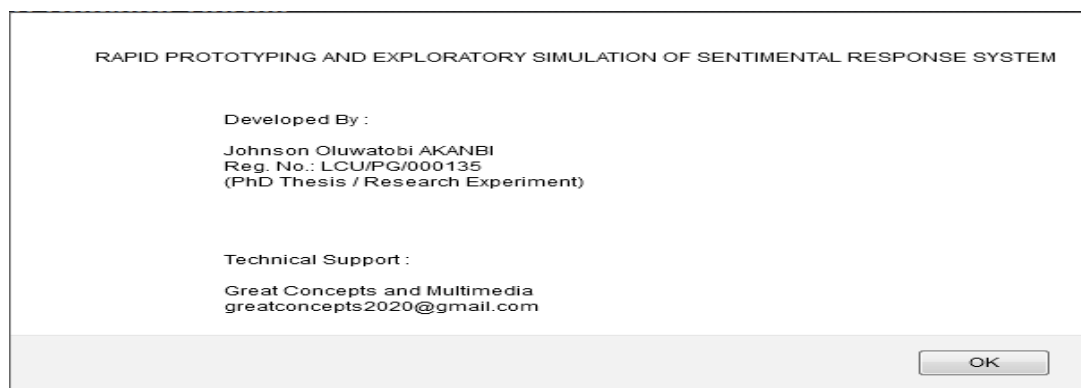 RAPID PROTOTYPING AND EXPLORATORY SIMULATION OF SENTIMENTAL RESPONSE SYSTEM
Developed By :
Johnson Oluwatobi AKANBI
Reg. No.: LCU/PG/000135
(PhD Thesis / Research Experiment)
Technical Support :
Great Concepts and Multimedia
greatconcepts2020@gmail.com
OK